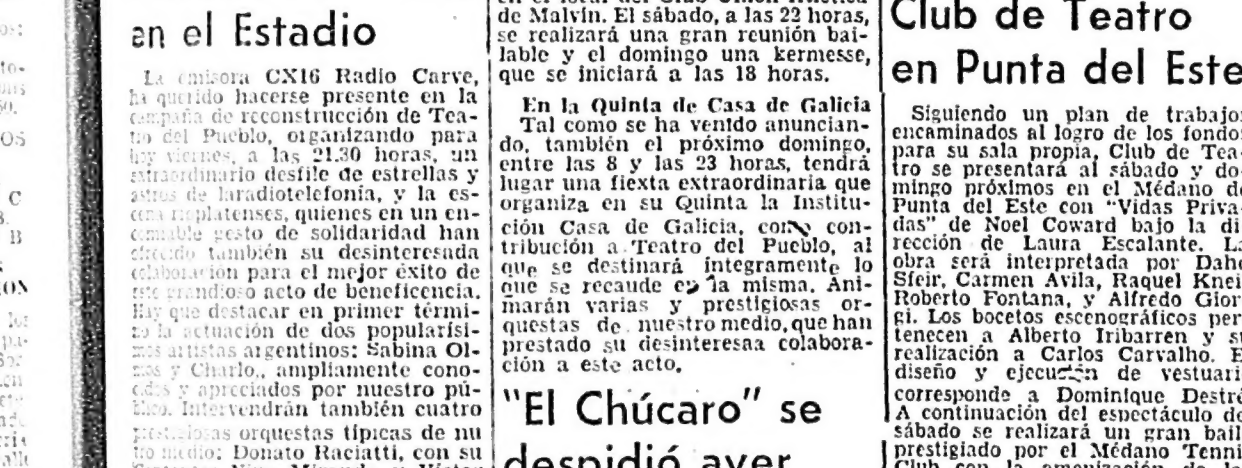 en el Estadio
La emisora CX16 Radio Carve,
ha querido hacerse presente en la
campaña de reconstrucción de Tea-
tro del Pueblo, organizando para
hoy viernes, a las 21.30 horas, un
extraordinario desfile de estrellas y
astros de laradiotelefonía, y la es-
cena rioplatenses, quienes en un en-
comiable gesto de solidaridad han
ofrecido también su desinteresada
colaboración para el mejor éxito de
este grandioso acto de beneficencia.
Hay que destacar en primer térmi-
no la actuación de dos popularísi-
mos artistas argentinos: Sabina Ol-
mos y Charlo., ampliamente cono-
cidos y apreciados por nuestro pú-
blico. Intervendrán también cuatro
prestigiosas orquestas típicas de nu
tro medio: Donato Raciatti, con su
de Malvín. El sábado, a las 22 horas,
se realizará una gran reunión bai-
lable y el domingo una kermesse,
que se iniciará a las 18 horas.
En la Quinta de Casa de Galicia
Tal como se ha venido anuncian-
do, también el próximo domingo,
entre las 8 y las 23 horas, tendrá
lugar una fiexta extraordinaria que
organiza en su Quinta la Institu-
ción Casa de Galicia, como con-
tribución a Teatro del Pueblo, al
que se destinará íntegramente lo
que se recaude en la misma. Ani-
marán varias y prestigiosas or-
questas de nuestro medio, que han
prestado su desinteresaa colabora-
ción a este acto.
"El Chúcaro" se
despidió ayer
Club de Teatro
en Punta del Este
Siguiendo un plan de trabajos
encaminados al logro de los fondos
para su sala propia, Club de Tea-
tro se presentará al sábado y do-
mingo próximos en el Médano de
Punta del Este con "Vidas Priva-
das" de Noel Coward bajo la di
rección de Laura Escalante. La
obra será interpretada por Dahd
Sfeir, Carmen Avila, Raquel Knei
Roberto Fontana, y Alfredo Gior
gi. Los bocetos escenográficos per
tenecen a Alberto Iribarren y su
realización a Carlos Carvalho. El
diseño y ejecución de vestuari
corresponde a Dominique Destré
A continuación del espectáculo de
sábado se realizará un gran bail
prestigiado por el Médano Tenni
Club con la amenización de